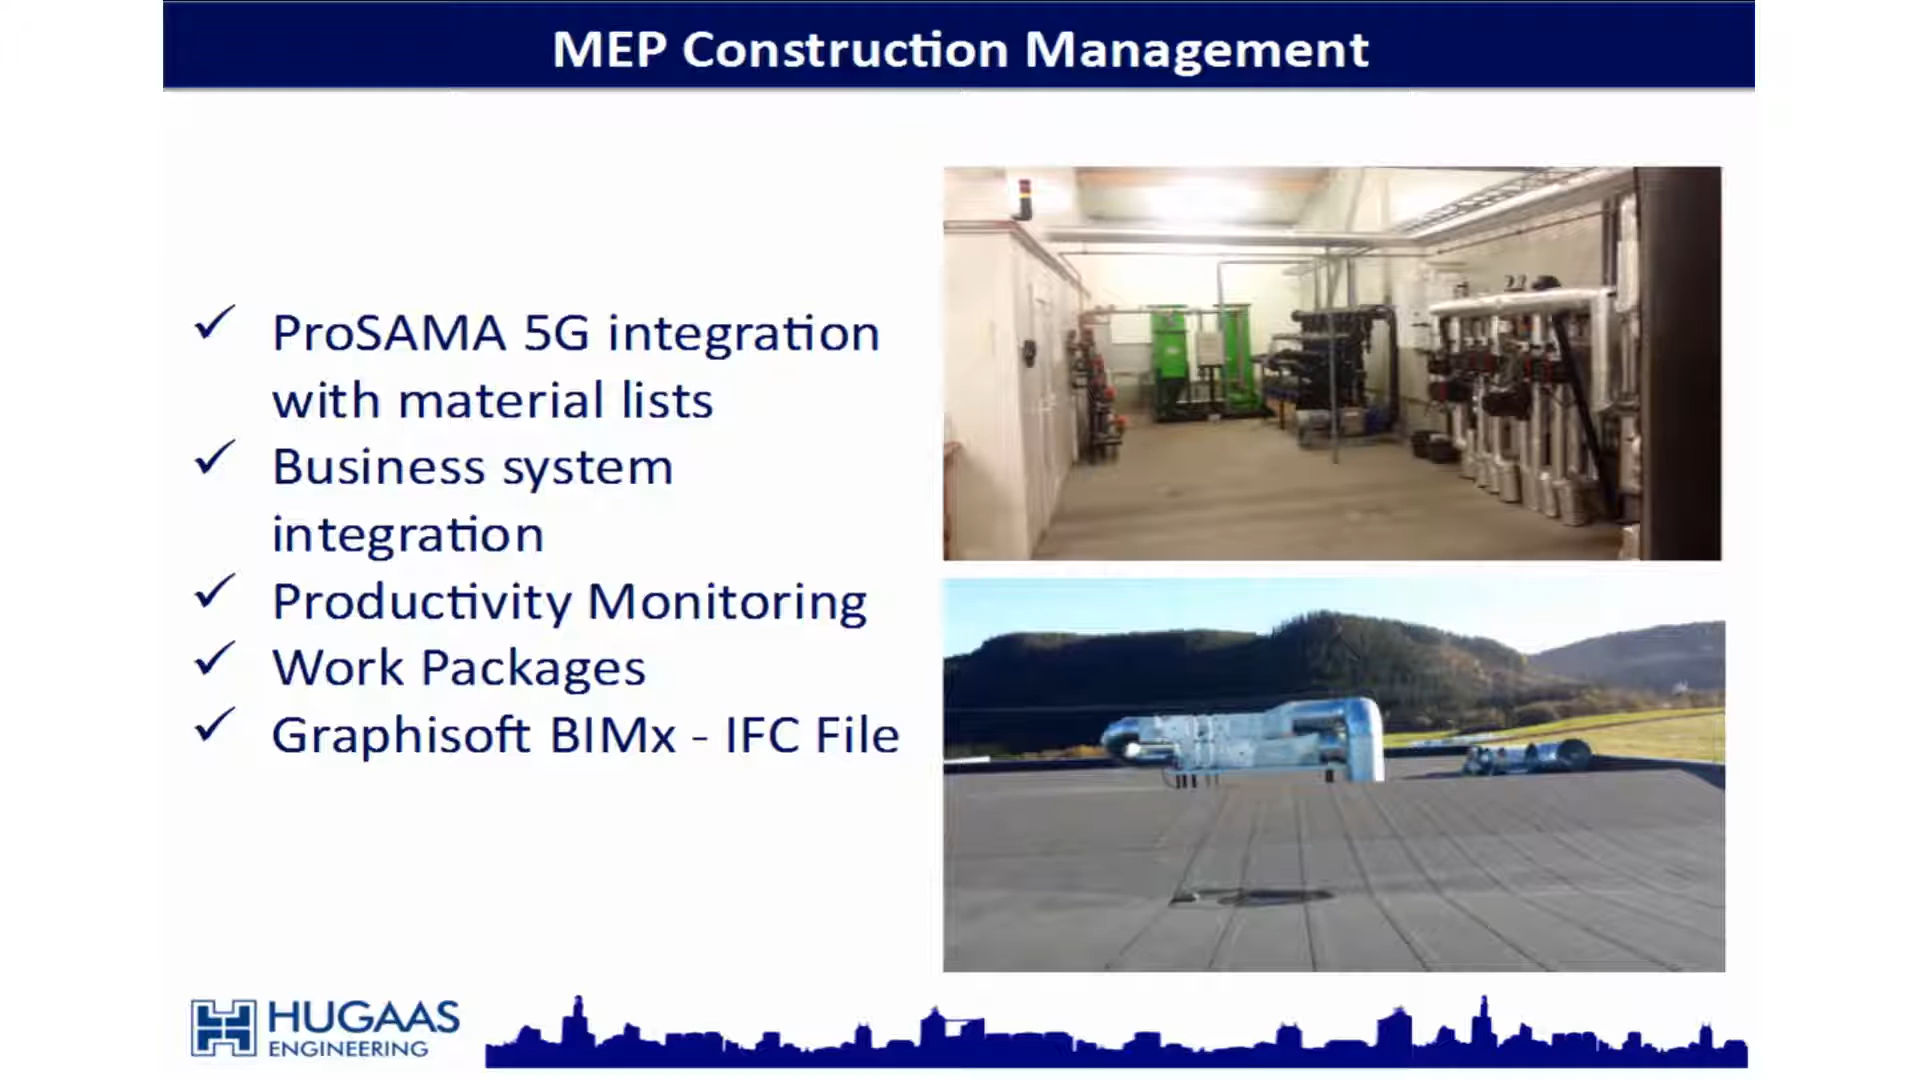 MEP Construction Management
ProSAMA 5G integration
with material lists
Business system
integration
Productivity Monitoring
Work Packages
Graphisoft BIMx - IFC File
HUGAAS
ENGINEERING